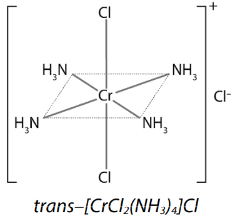 Cl
+
H₃N
NH₃
Cr
Cl⁻
H₃N
NH₃
Cl
trans–[CrCl₂(NH₃)₄]Cl